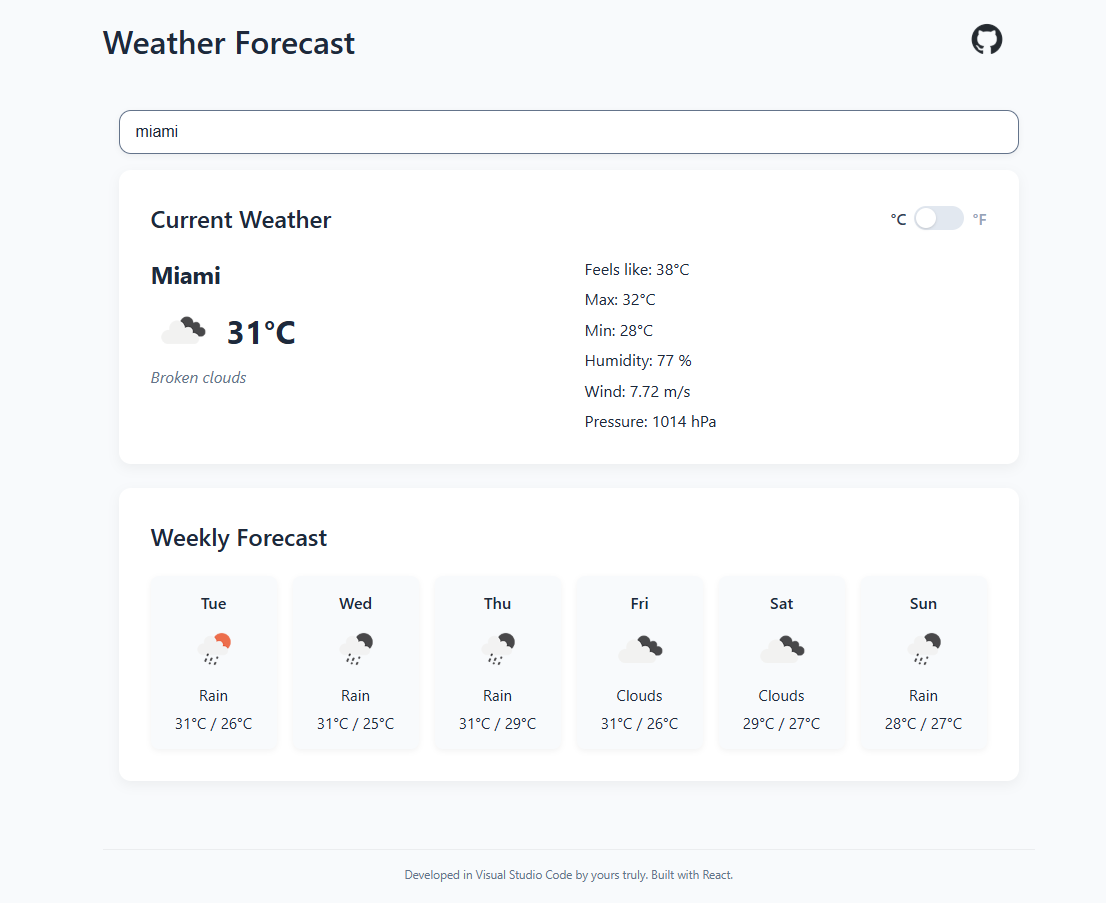 Weather Forecast
miami
Current Weather
°C °F
Miami
31°C
Broken clouds
Feels like: 38°C
Max: 32°C
Min: 28°C
Humidity: 77 %
Wind: 7.72 m/s
Pressure: 1014 hPa
Weekly Forecast
Tue
Rain
31°C / 26°C
Wed
Rain
31°C / 25°C
Thu
Rain
31°C / 29°C
Fri
Clouds
31°C / 26°C
Sat
Clouds
29°C / 27°C
Sun
Rain
28°C / 27°C
Developed in Visual Studio Code by yours truly. Built with React.